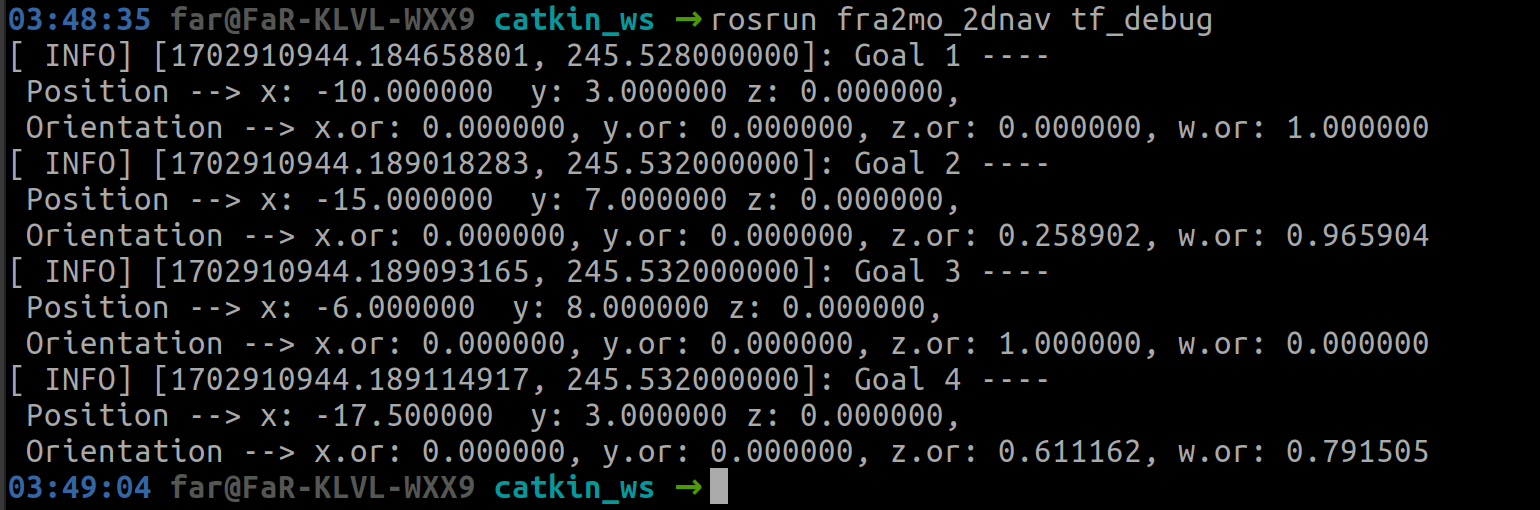 03:48:35 far@FaR-KLVL-WXX9 catkin_ws →rosrun fra2mo_2dnav tf_debug
[ INFO] [1702910944.184658801, 245.528000000]: Goal 1 ----
 Position --> x: -10.000000  y: 3.000000 z: 0.000000,
 Orientation --> x.or: 0.000000, y.or: 0.000000, z.or: 0.000000, w.or: 1.000000
[ INFO] [1702910944.189018283, 245.532000000]: Goal 2 ----
 Position --> x: -15.000000  y: 7.000000 z: 0.000000,
 Orientation --> x.or: 0.000000, y.or: 0.000000, z.or: 0.258902, w.or: 0.965904
[ INFO] [1702910944.189093165, 245.532000000]: Goal 3 ----
 Position --> x: -6.000000  y: 8.000000 z: 0.000000,
 Orientation --> x.or: 0.000000, y.or: 0.000000, z.or: 1.000000, w.or: 0.000000
[ INFO] [1702910944.189114917, 245.532000000]: Goal 4 ----
 Position --> x: -17.500000  y: 3.000000 z: 0.000000,
 Orientation --> x.or: 0.000000, y.or: 0.000000, z.or: 0.611162, w.or: 0.791505
03:49:04 far@FaR-KLVL-WXX9 catkin_ws →